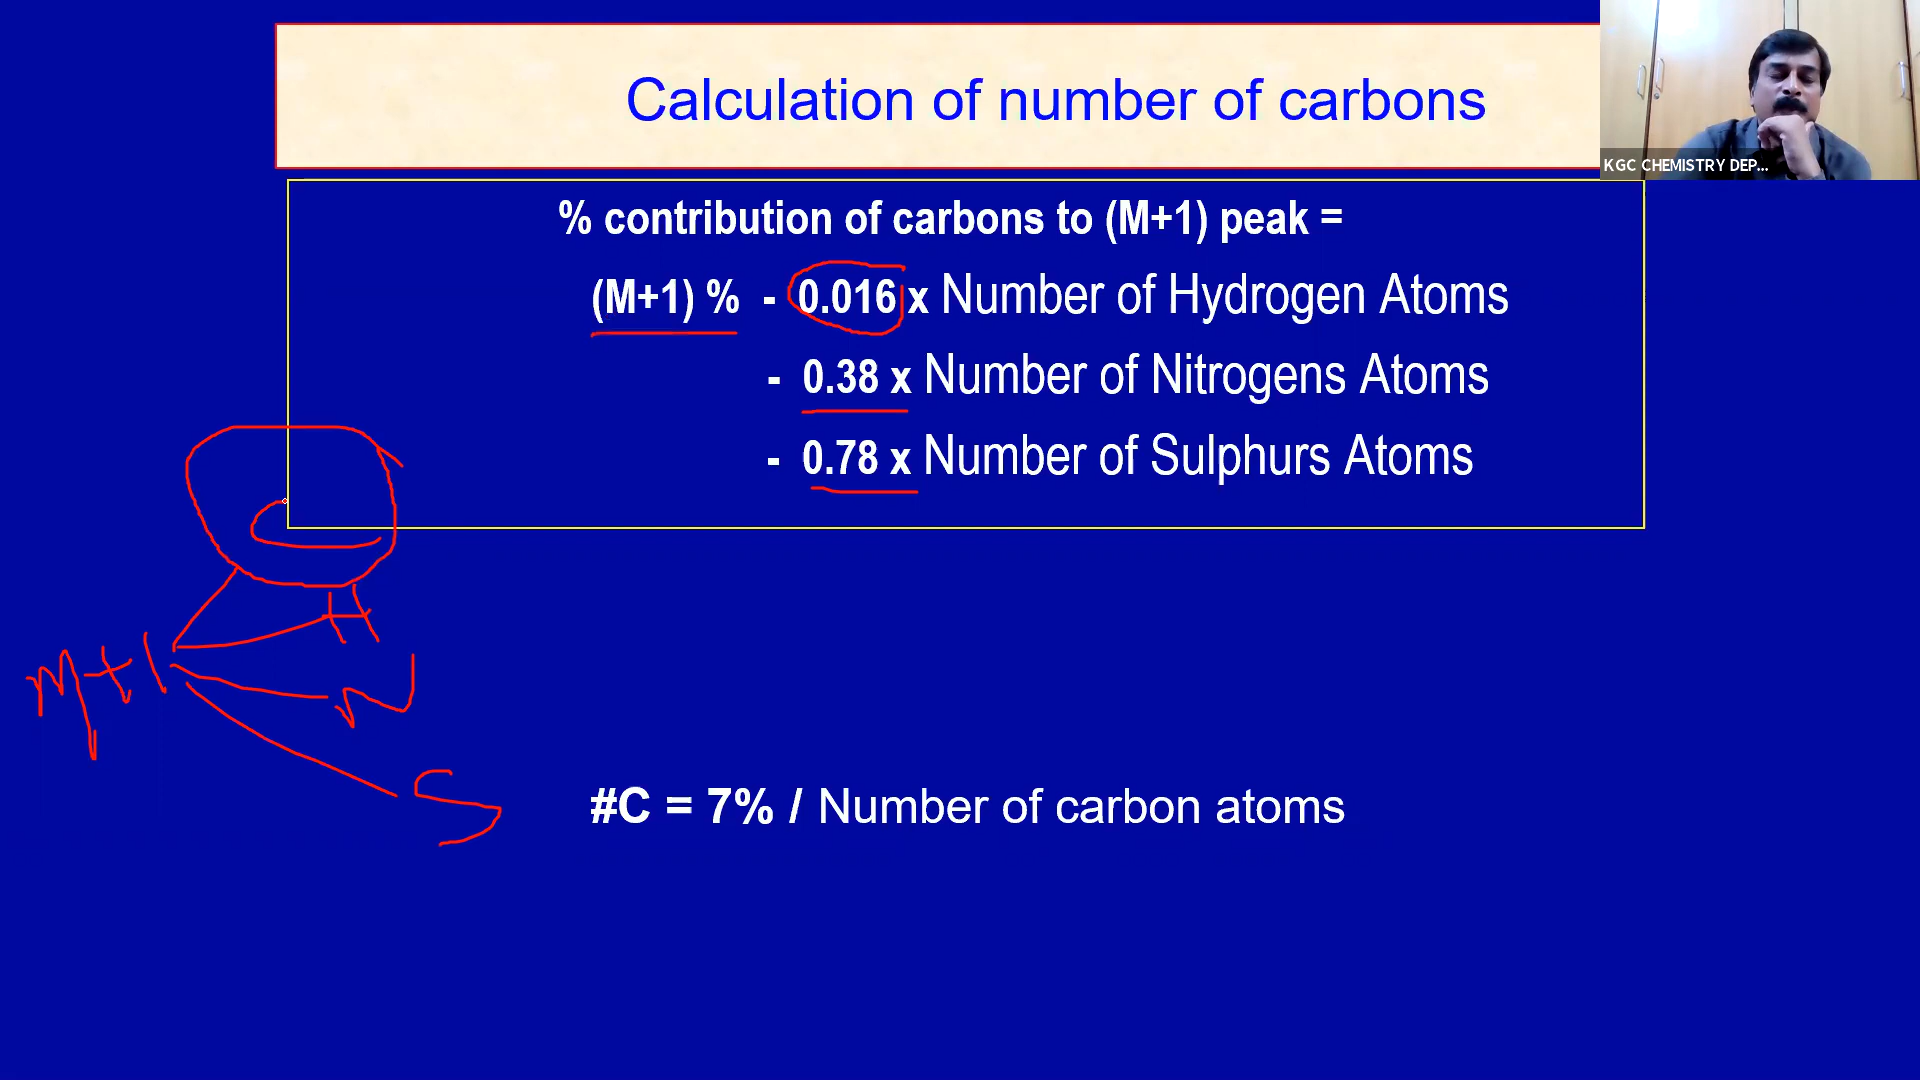 Calculation of number of carbons
KGC CHEMISTRY DEP...
% contribution of carbons to (M+1) peak =
(M+1) % - 0.016 x Number of Hydrogen Atoms
- 0.38 x Number of Nitrogens Atoms
- 0.78 x Number of Sulphurs Atoms
C
H
M+1
N
S
#C = 7% / Number of carbon atoms